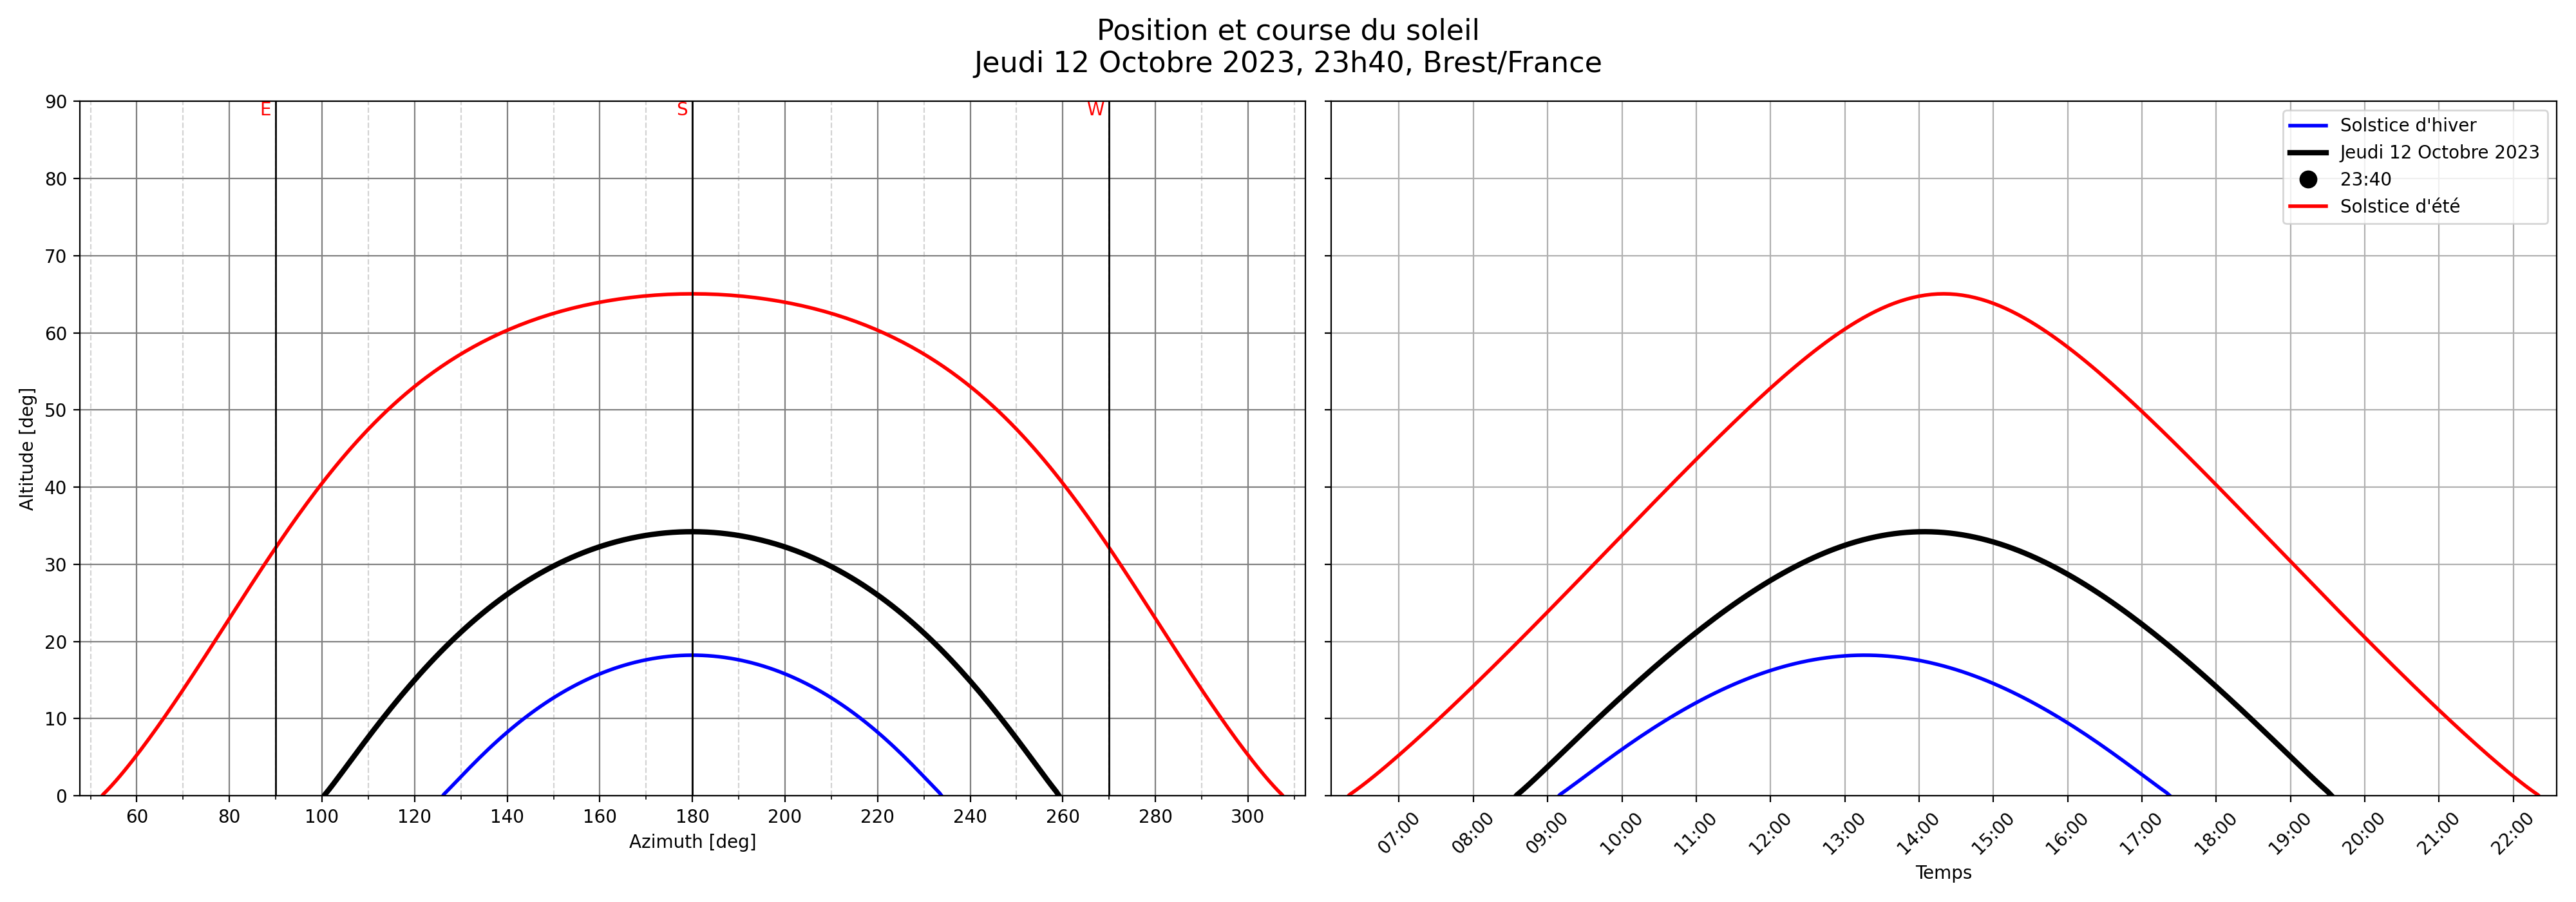 Position et course du soleil
Jeudi 12 Octobre 2023, 23h40, Brest/France
90
80
70
60
50
40
30
20
10
0
Altitude [deg]
E
S
W
60 80 100 120 140 160 180 200 220 240 260 280 300
Azimuth [deg]
Solstice d'hiver
Jeudi 12 Octobre 2023
23:40
Solstice d'été
07:00 08:00 09:00 10:00 11:00 12:00 13:00 14:00 15:00 16:00 17:00 18:00 19:00 20:00 21:00 22:00
Temps